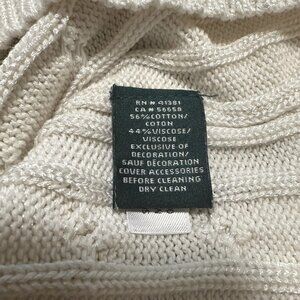 RN # 41381
CA # 56658
56% COTTON/
COTON
44% VISCOSE/
VISCOSE
EXCLUSIVE OF
DECORATION/
SAUF DÉCORATION
COVER ACCESSORIES
BEFORE CLEANING
DRY CLEAN